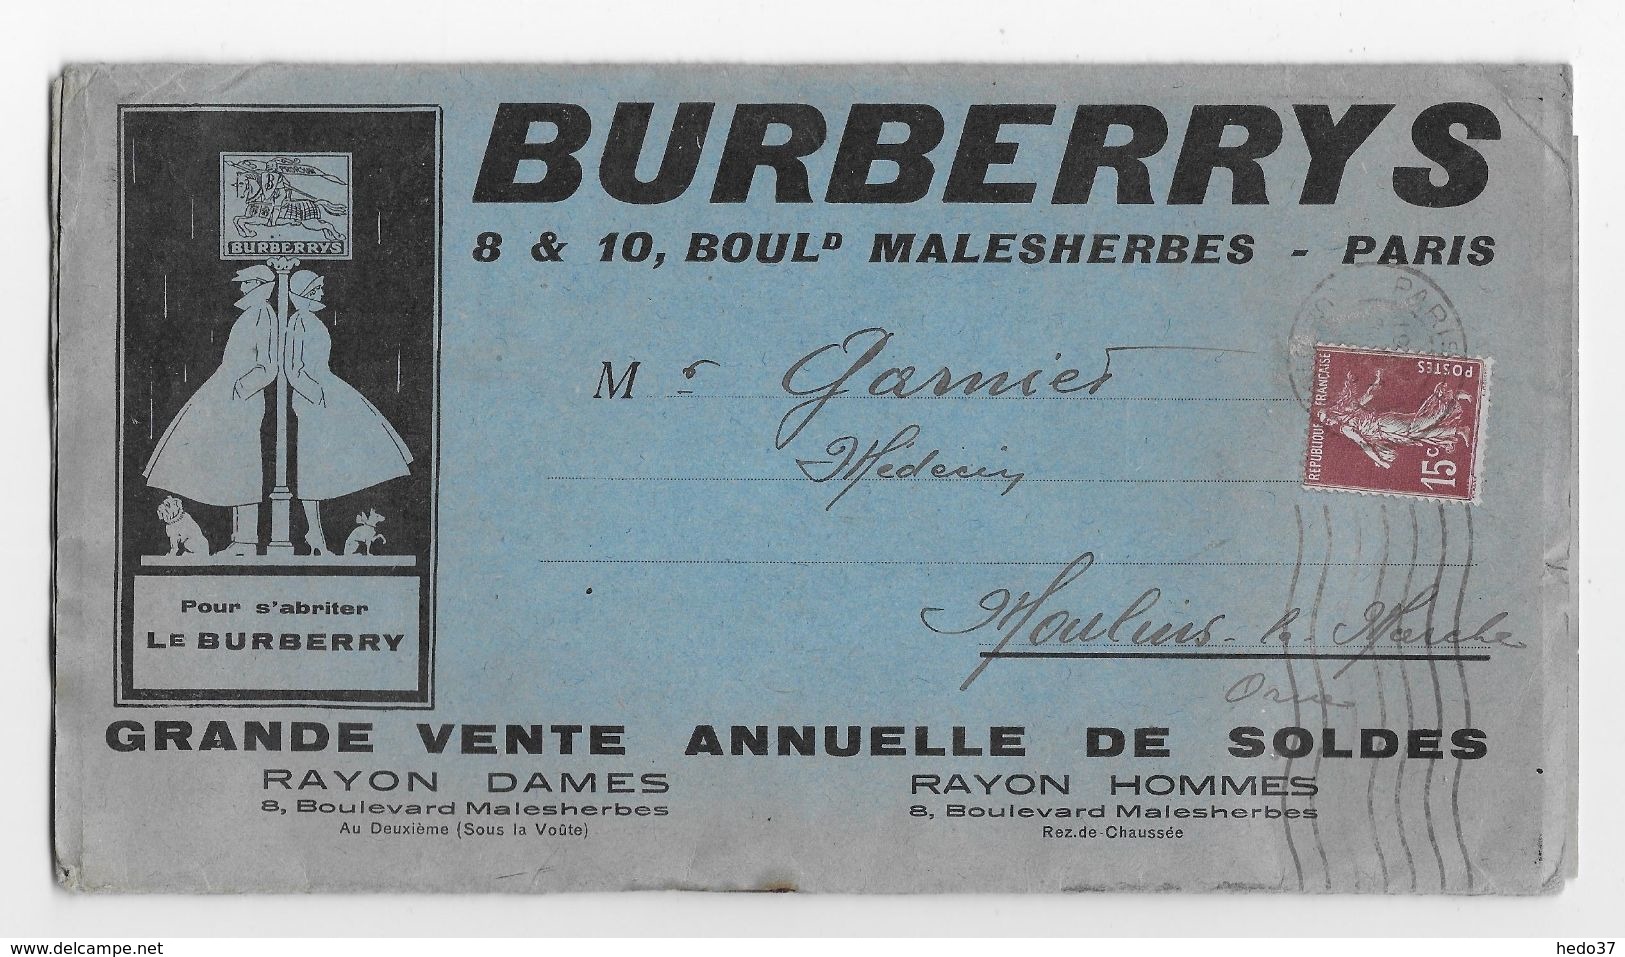 BURBERRYS
8 & 10, BOULD MALESHERBES - PARIS
BURBERRYS
PARIS
Mr Garnier
Médecin
RÉPUBLIQUE FRANÇAISE
POSTES
15c
Moulins-la-Marche
Orne
Pour s'abriter
LE BURBERRY
GRANDE VENTE ANNUELLE DE SOLDES
RAYON DAMES
8, Boulevard Malesherbes
Au Deuxième (Sous la Voûte)
RAYON HOMMES
8, Boulevard Malesherbes
Rez-de-Chaussée
www.delcampe.net
hedo37